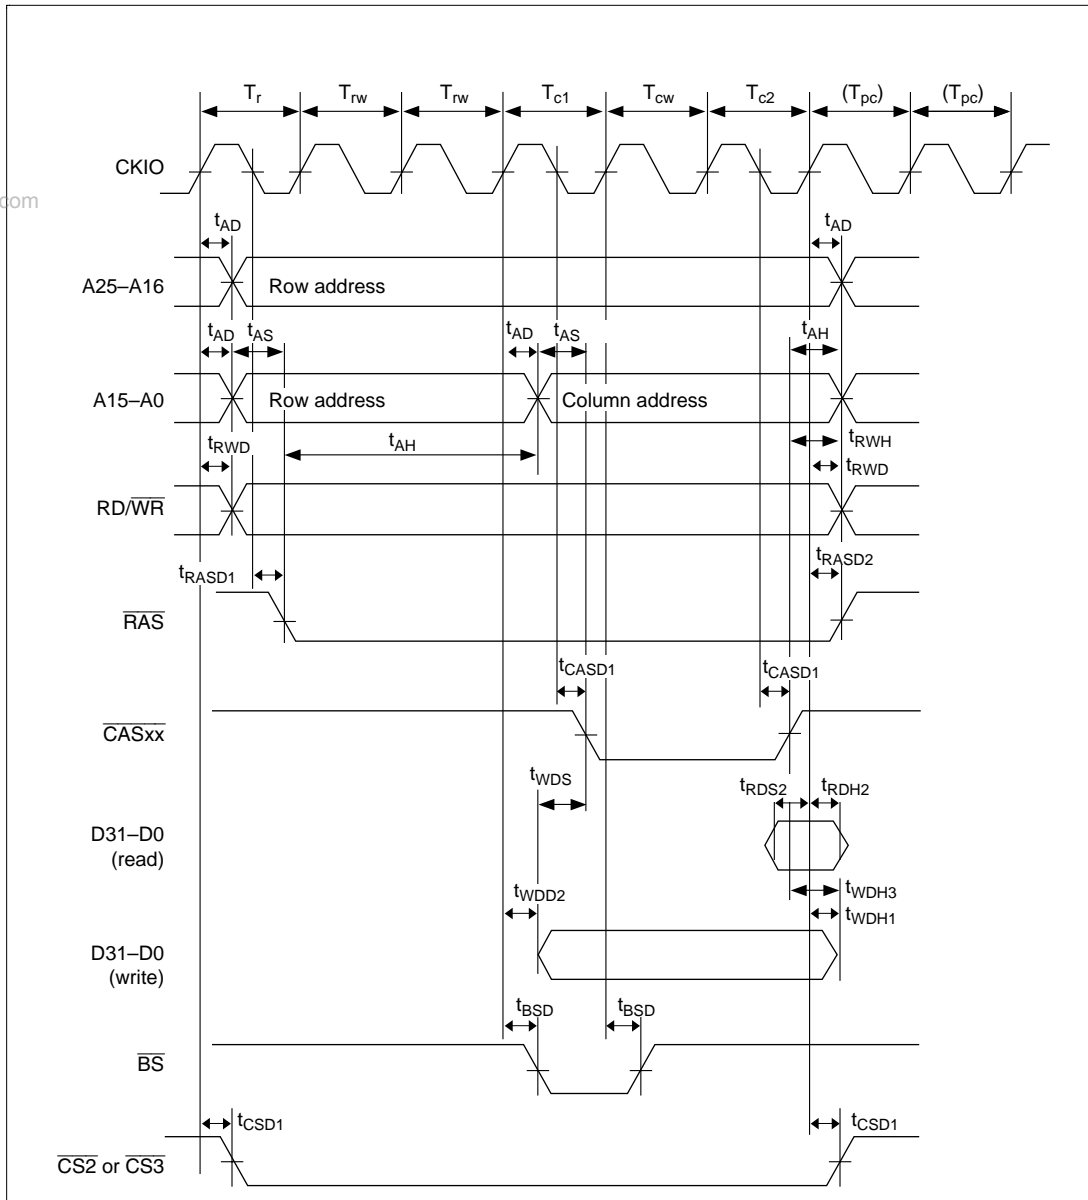 Tr Trw Trw Tc1 Tcw Tc2 (Tpc) (Tpc)
CKIO
com
tAD tAD
A25–A16 Row address
tAD tAS tAD tAS tAH
A15–A0 Row address Column address
tRWD tAH tRWH
tRWD
RD/WR
tRASD1 tRASD2
RAS
tCASD1 tCASD1
CASxx
tWDS tRDS2 tRDH2
D31–D0
(read)
tWDD2 tWDH3
tWDH1
D31–D0
(write)
tBSD tBSD
BS
tCSD1 tCSD1
CS2 or CS3